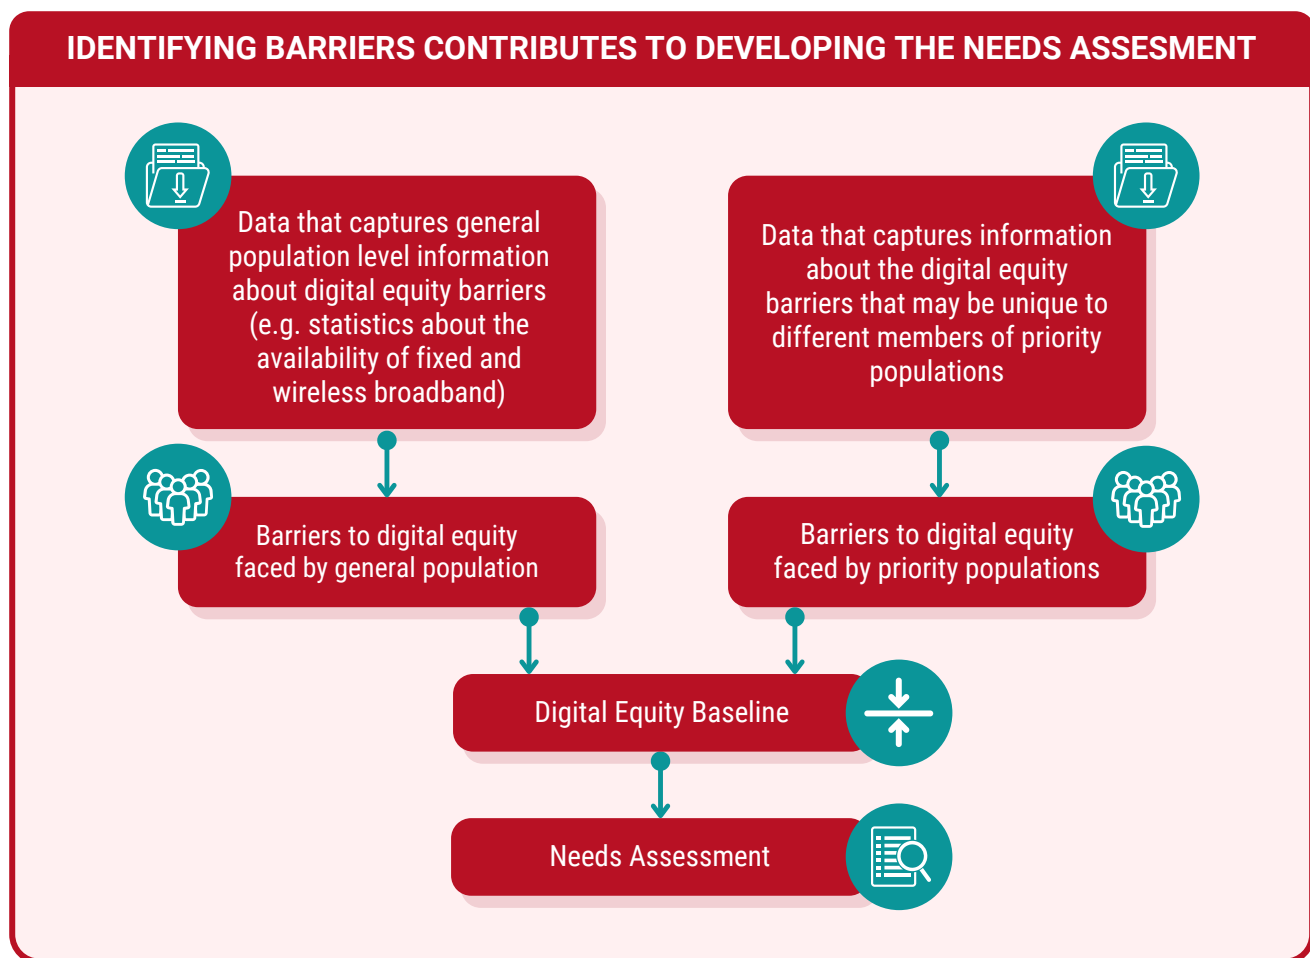 IDENTIFYING BARRIERS CONTRIBUTES TO DEVELOPING THE NEEDS ASSESMENT
Data that captures general
population level information
about digital equity barriers
(e.g. statistics about the
availability of fixed and
wireless broadband)
Data that captures information
about the digital equity
barriers that may be unique to
different members of priority
populations
Barriers to digital equity
faced by general population
Barriers to digital equity
faced by priority populations
Digital Equity Baseline
Needs Assessment